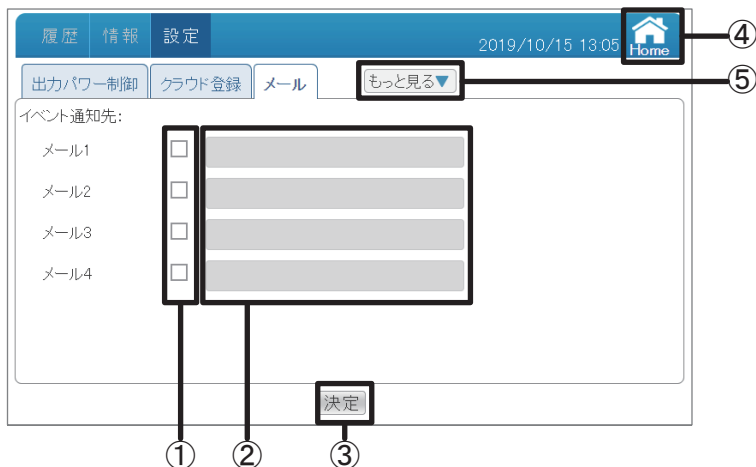 履歴 情報 設定
2019/10/15 13:05 Home ④
出力パワー制御 クラウド登録 メール もっと見る▼ ⑤
イベント通知先:
メール1
メール2
メール3
メール4
決定
① ② ③